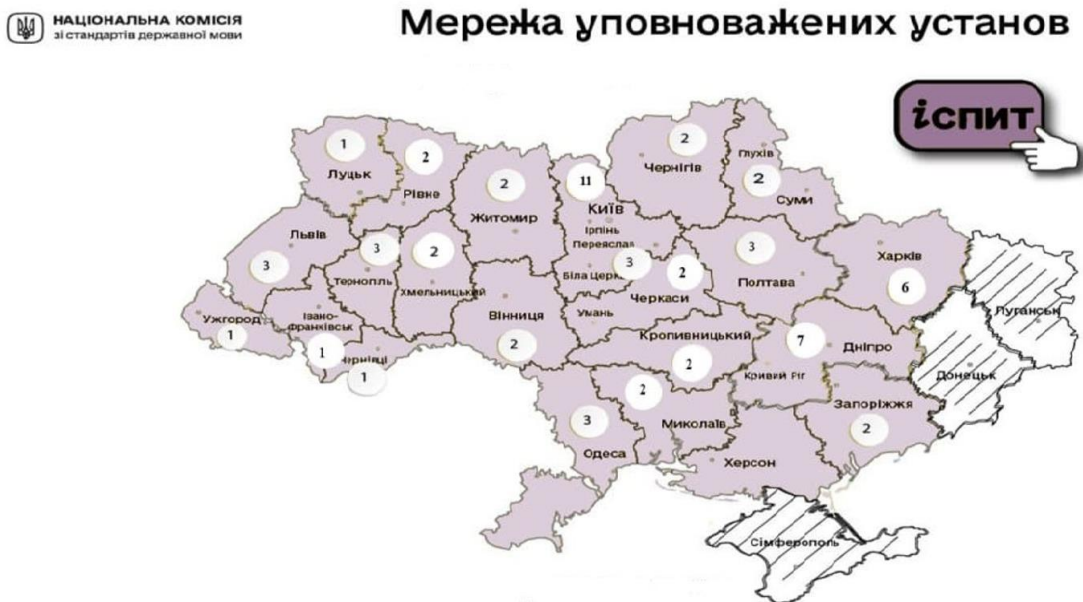 НАЦІОНАЛЬНА КОМІСІЯ
зі стандартів державної мови
Мережа уповноважених установ
іспит
1
Луцьк
2
Рівне
2
Житомир
11
Київ
Ірпінь
Переяслав
Біла Церк
3
2
Чернігів
Глухів
2
Суми
Львів
3
3
Тернопль
2
Хмельницький
2
Черкаси
Умань
3
Полтава
Харків
6
Луганськ
Ужгород
1
Івано-
Франківськ
1
1
Вінниця
2
Кропивницький
2
7
Дніпро
Кривий Ріг
Донецьк
Запоріжжя
2
2
Миколаїв
3
Одеса
Херсон
Сімферополь